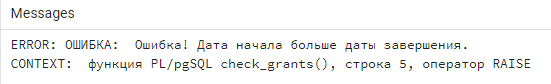 Messages
ERROR: ОШИБКА:  Ошибка! Дата начала больше даты завершения.
CONTEXT:  функция PL/pgSQL check_grants(), строка 5, оператор RAISE